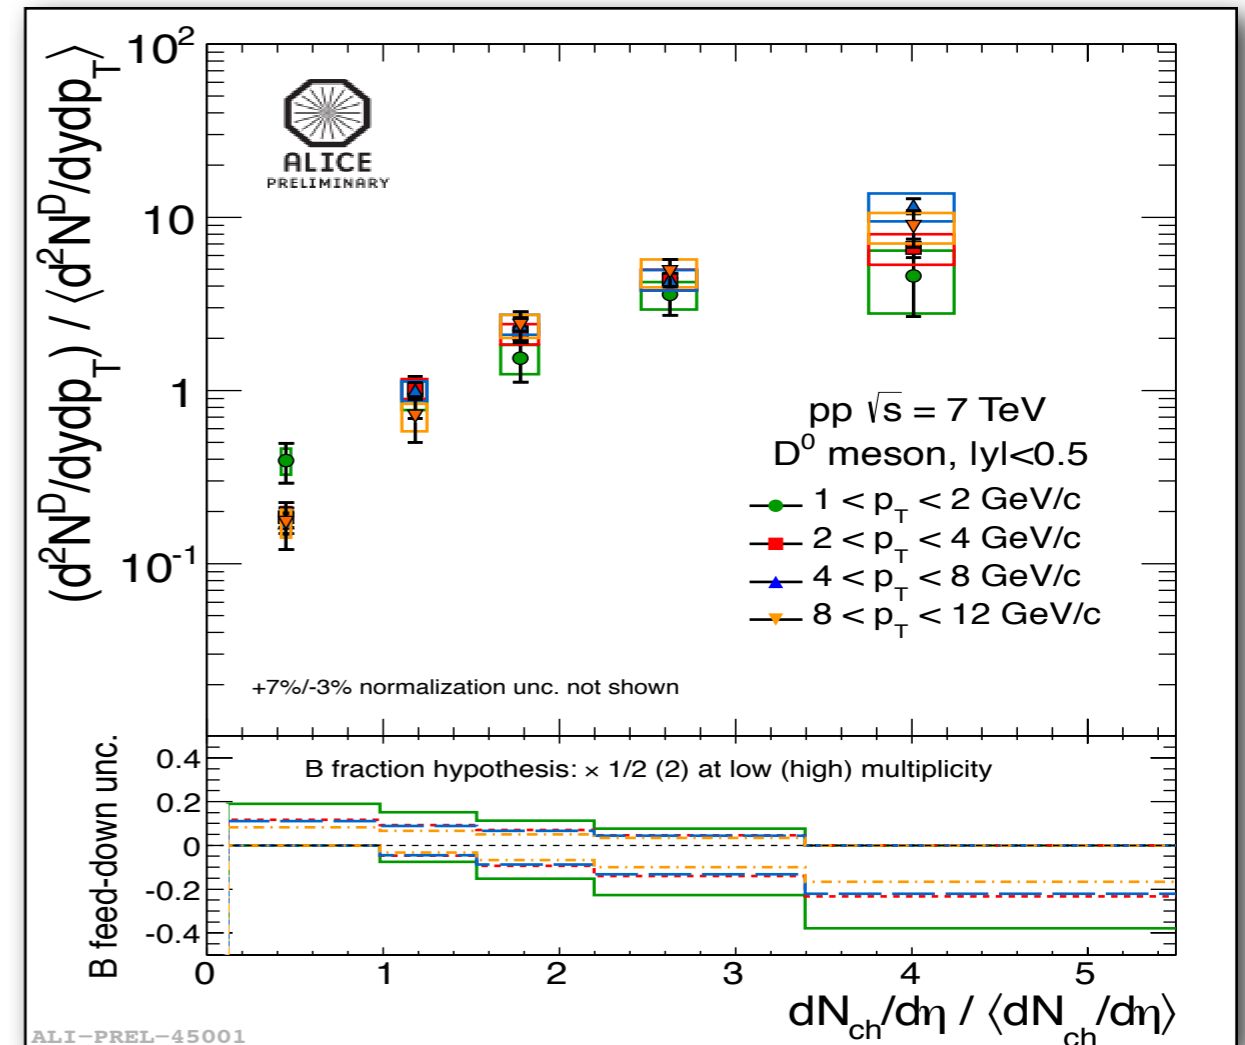 (d²N^D/dydp_T) / ⟨d²N^D/dydp_T⟩
10²
10
1
10⁻¹
ALICE
PRELIMINARY
pp √s = 7 TeV
D⁰ meson, |y|<0.5
1 < p_T < 2 GeV/c
2 < p_T < 4 GeV/c
4 < p_T < 8 GeV/c
8 < p_T < 12 GeV/c
+7%/-3% normalization unc. not shown
B feed-down unc.
0.4
0.2
0
-0.2
-0.4
B fraction hypothesis: × 1/2 (2) at low (high) multiplicity
0 1 2 3 4 5
dN_ch/dη / ⟨dN_ch/dη⟩
ALI-PREL-45001